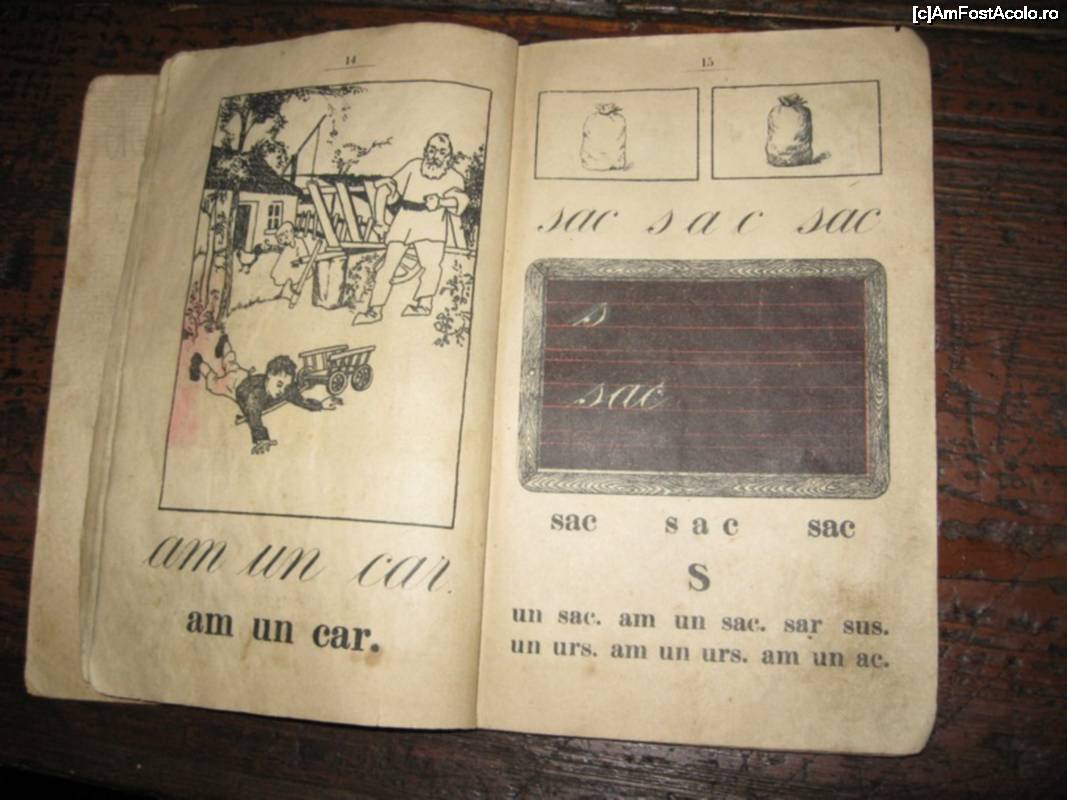 [c]AmFostAcolo.ro
14
am un car.
am un car.
15
sac s a c sac
s
sac
sac s a c sac
s
un sac. am un sac. sar sus.
un urs. am un urs. am un ac.